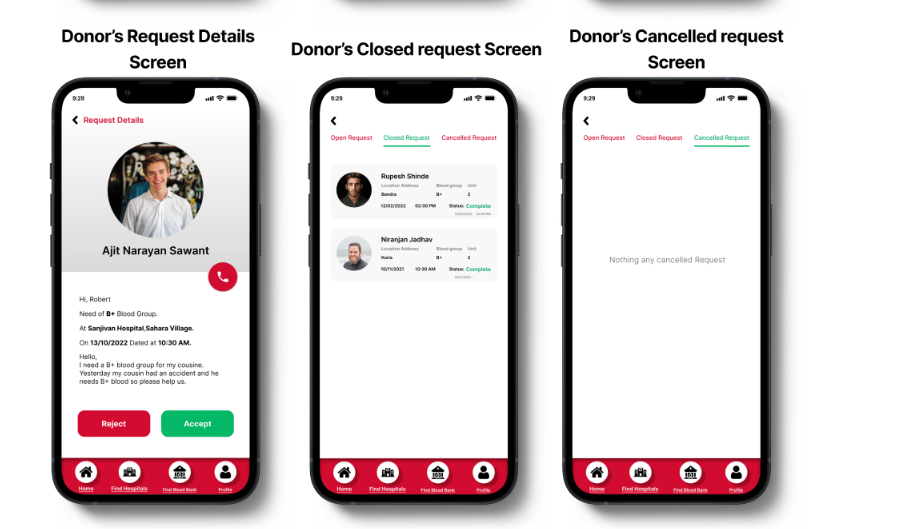 Donor's Request Details
Screen
9:29
Request Details
Ajit Narayan Sawant
Hi, Robert
Need of B+ Blood Group.
At Sanjivan Hospital,Sahara Village.
On 13/10/2022 Dated at 10:30 AM.
Hello,
I need a B+ blood group for my cousine.
Yesterday my cousin had an accident and he
needs B+ blood so please help us.
Reject Accept
Home Find Hospitals Find Blood Bank Profile
Donor's Closed request Screen
9:29
Open Request Closed Request Cancelled Request
Rupesh Shinde
Location Address Blood group Unit
Bandra B+ 2
12/02/2022 02:30 PM Status: Complete
Niranjan Jadhav
Location Address Blood group Unit
Kurla B+ 2
10/11/2021 10:30 AM Status: Complete
Home Find Hospitals Find Blood Bank Profile
Donor's Cancelled request
Screen
9:29
Open Request Closed Request Cancelled Request
Nothing any cancelled Request
Home Find Hospitals Find Blood Bank Profile